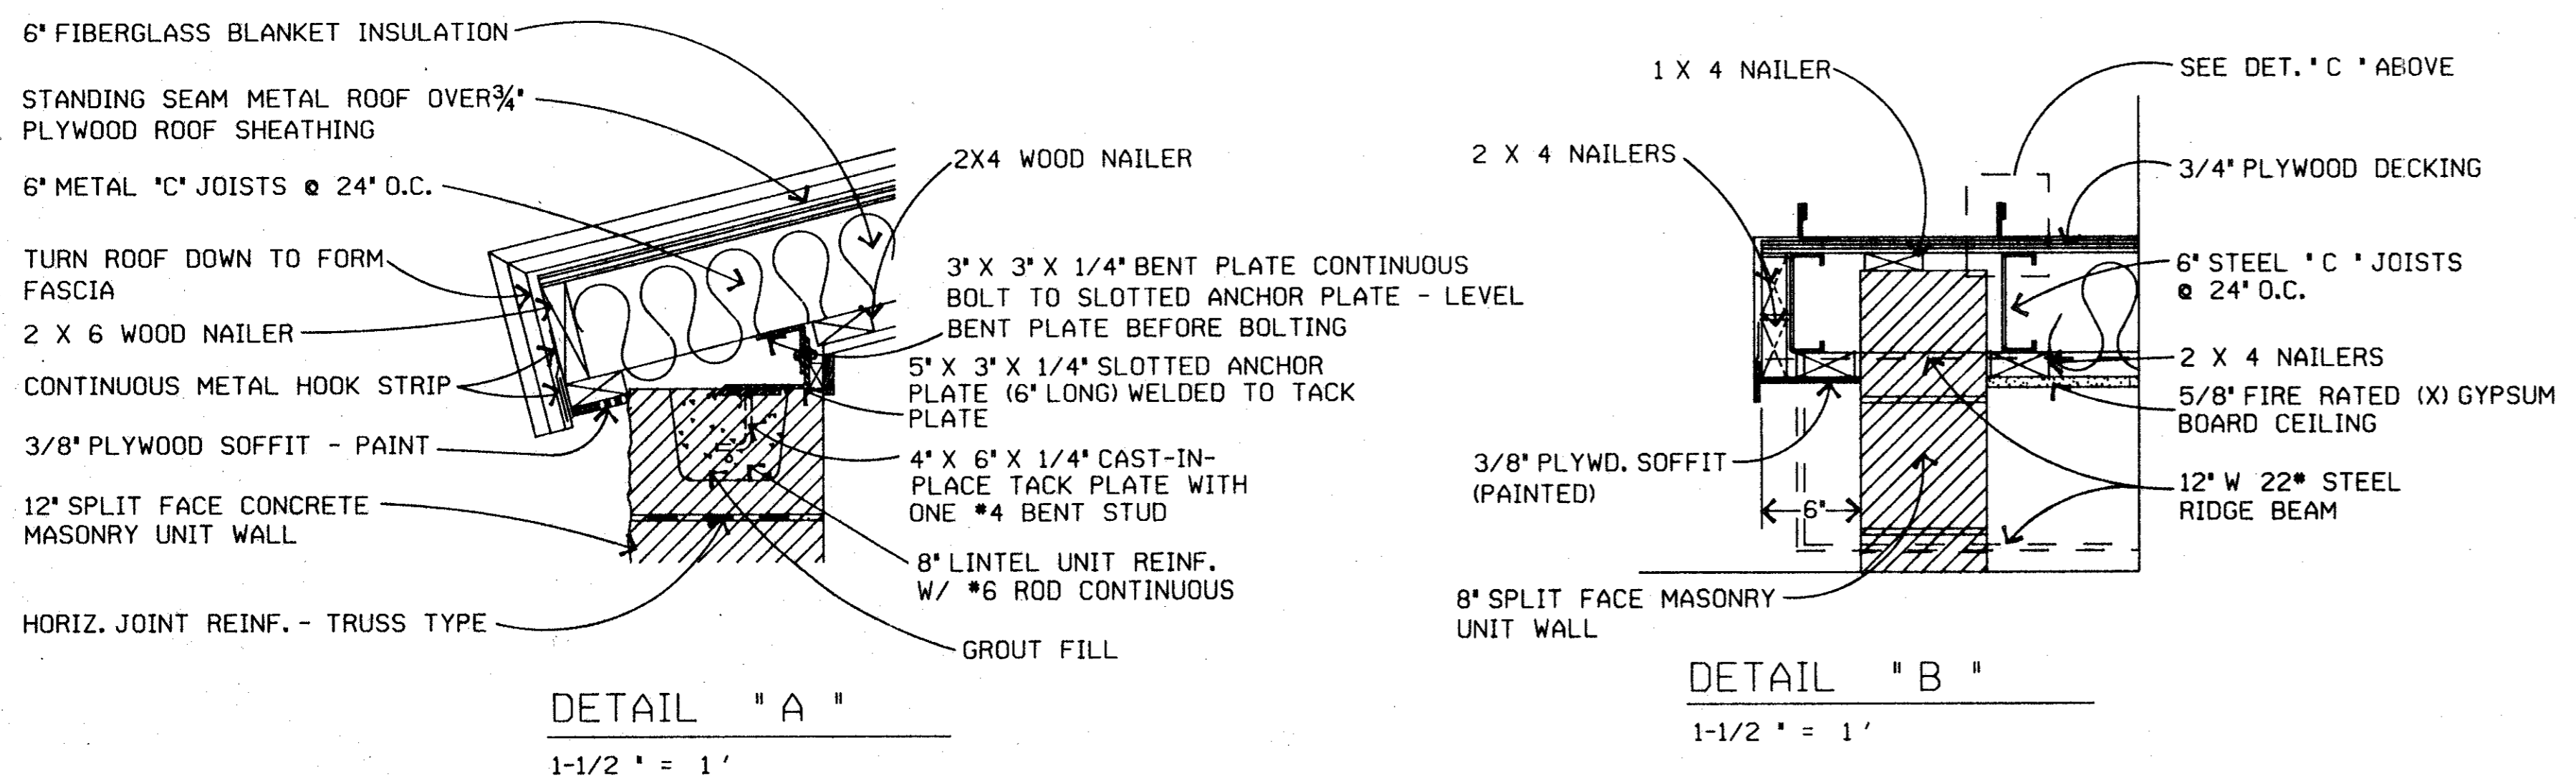 6" FIBERGLASS BLANKET INSULATION
STANDING SEAM METAL ROOF OVER 3/4"
PLYWOOD ROOF SHEATHING
6" METAL "C" JOISTS @ 24" O.C.
TURN ROOF DOWN TO FORM
FASCIA
2 X 6 WOOD NAILER
CONTINUOUS METAL HOOK STRIP
3/8" PLYWOOD SOFFIT - PAINT
12" SPLIT FACE CONCRETE
MASONRY UNIT WALL
HORIZ. JOINT REINF. - TRUSS TYPE
2X4 WOOD NAILER
3" X 3" X 1/4" BENT PLATE CONTINUOUS
BOLT TO SLOTTED ANCHOR PLATE - LEVEL
BENT PLATE BEFORE BOLTING
5" X 3" X 1/4" SLOTTED ANCHOR
PLATE (6" LONG) WELDED TO TACK
PLATE
4" X 6" X 1/4" CAST-IN-
PLACE TACK PLATE WITH
ONE #4 BENT STUD
8" LINTEL UNIT REINF.
W/ #6 ROD CONTINUOUS
GROUT FILL
DETAIL "A"
1-1/2 " = 1 '
1 X 4 NAILER
2 X 4 NAILERS
3/8" PLYWD. SOFFIT
(PAINTED)
6"
8" SPLIT FACE MASONRY
UNIT WALL
SEE DET. "C" ABOVE
3/4" PLYWOOD DECKING
6" STEEL "C" JOISTS
@ 24" O.C.
2 X 4 NAILERS
5/8" FIRE RATED (X) GYPSUM
BOARD CEILING
12" W 22# STEEL
RIDGE BEAM
DETAIL "B"
1-1/2 " = 1 '